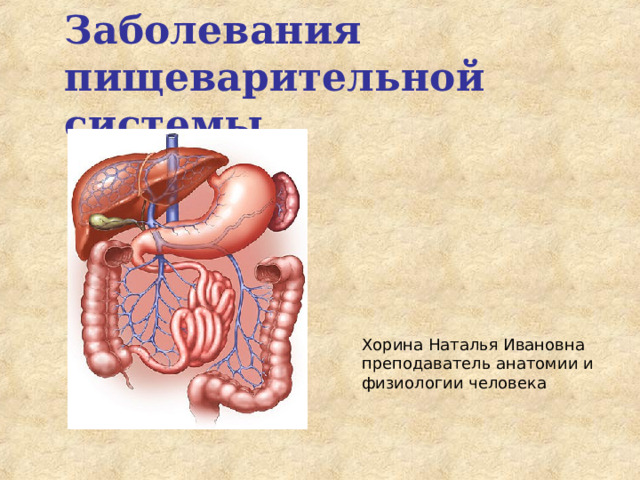 Заболевания
пищеварительной
системы
Хорина Наталья Ивановна
преподаватель анатомии и
физиологии человека